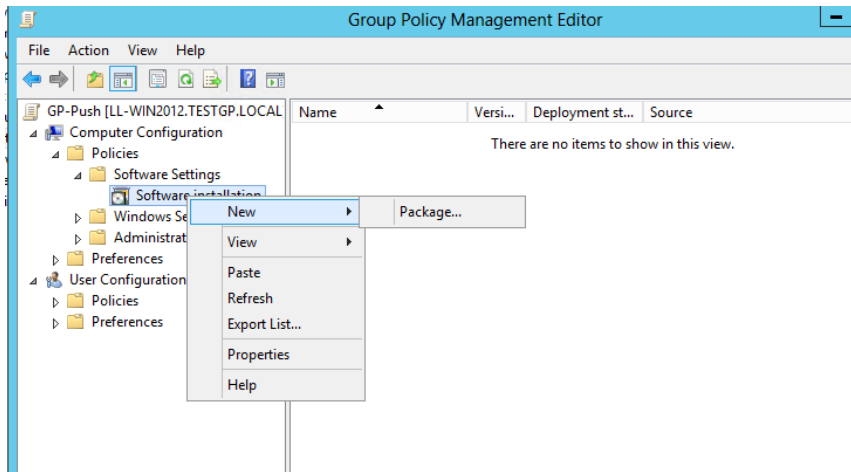 Group Policy Management Editor
File Action View Help
GP-Push [LL-WIN2012.TESTGP.LOCAL
Name Versi... Deployment st... Source
Computer Configuration
There are no items to show in this view.
Policies
Software Settings
Software installation
New Package...
Windows Se
View
Administrat
Preferences
Paste
User Configuration
Refresh
Policies
Export List...
Preferences
Properties
Help